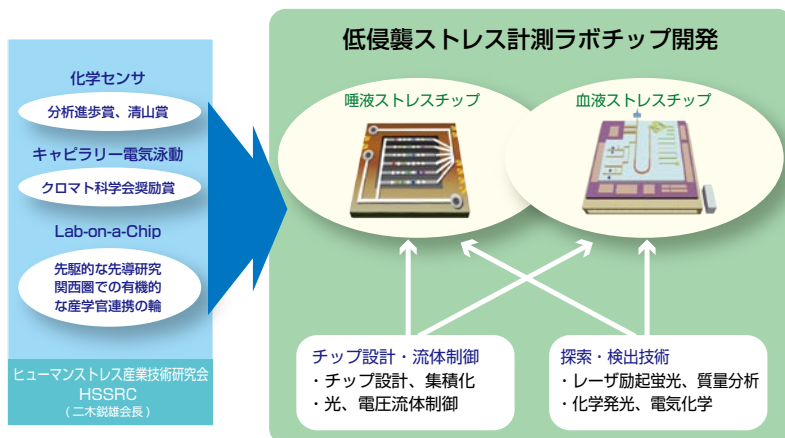 低侵襲ストレス計測ラボチップ開発
化学センサ
分析進歩賞、清山賞
キャピラリー電気泳動
クロマト科学会奨励賞
Lab-on-a-Chip
先駆的な先導研究
関西圏での有機的
な産学官連携の輪
ヒューマンストレス産業技術研究会
HSSRC
(二木鋭雄会長)
唾液ストレスチップ
血液ストレスチップ
チップ設計・流体制御
・チップ設計、集積化
・光、電圧流体制御
探索・検出技術
・レーザ励起蛍光、質量分析
・化学発光、電気化学